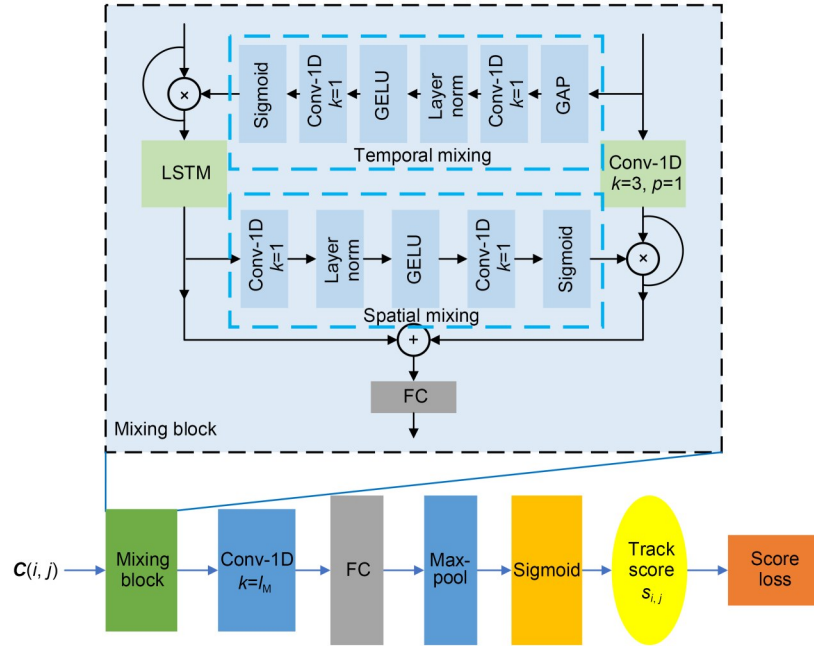 Sigmoid
Conv-1D
k=1
GELU
Layer
norm
Conv-1D
k=1
GAP
×
Temporal mixing
LSTM
Conv-1D
k=3, p=1
Conv-1D
k=1
Layer
norm
GELU
Conv-1D
k=1
Sigmoid
×
Spatial mixing
+
FC
Mixing block
C(i, j)
Mixing
block
Conv-1D
k=l_M
FC
Max-
pool
Sigmoid
Track
score
s_{i, j}
Score
loss